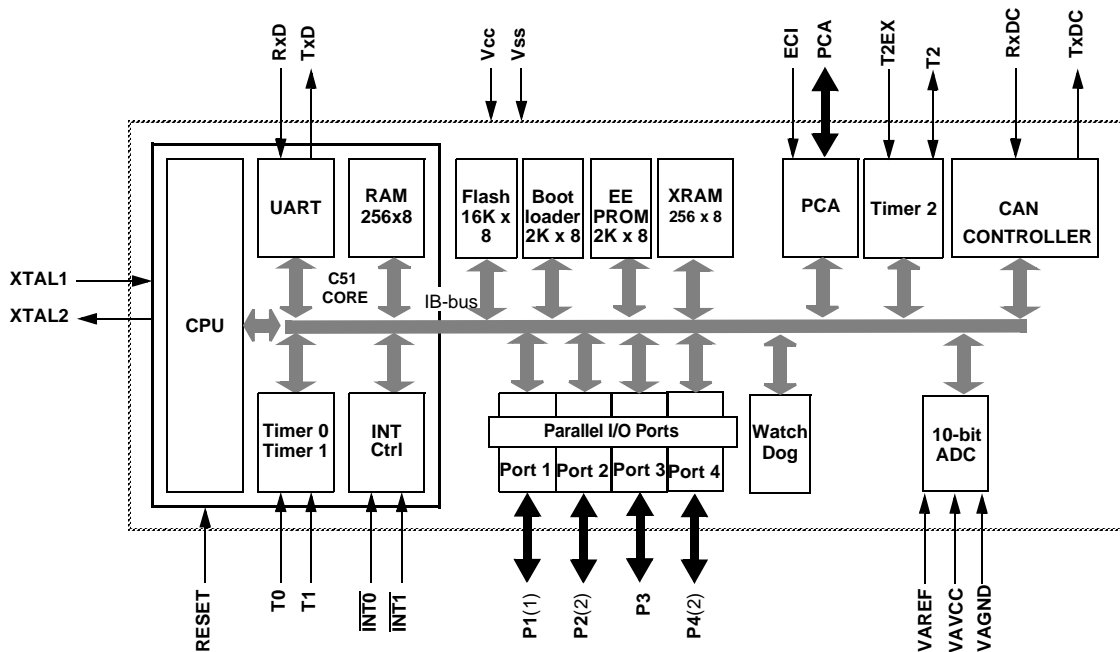 RxD
TxD
Vcc
Vss
ECI
PCA
T2EX
T2
RxDC
TxDC
UART
RAM
256x8
Flash
16K x
8
Boot
loader
2K x 8
EE
PROM
2K x 8
XRAM
256 x 8
PCA
Timer 2
CAN
CONTROLLER
XTAL1
XTAL2
CPU
C51
CORE
IB-bus
Timer 0
Timer 1
INT
Ctrl
Parallel I/O Ports
Port 1
Port 2
Port 3
Port 4
Watch
Dog
10-bit
ADC
RESET
T0
T1
INT0
INT1
P1(1)
P2(2)
P3
P4(2)
VAREF
VAVCC
VAGND